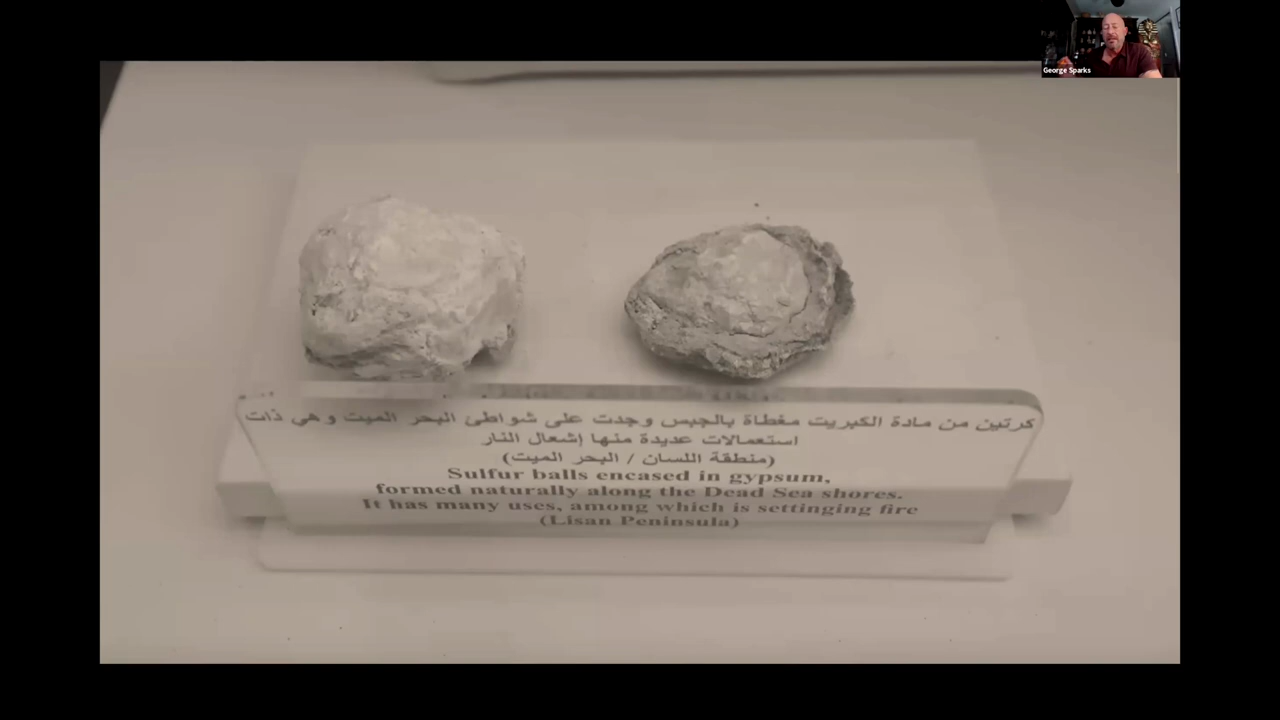 George Sparks
كرتين من مادة الكبريت مغطاة بالجبس وجدت على شواطئ البحر الميت وهي ذات
استعمالات عديدة منها إشعال النار
(منطقة اللسان / البحر الميت)
Sulfur balls encased in gypsum,
formed naturally along the Dead Sea shores.
It has many uses, among which is settinging fire
(Lisan Peninsula)